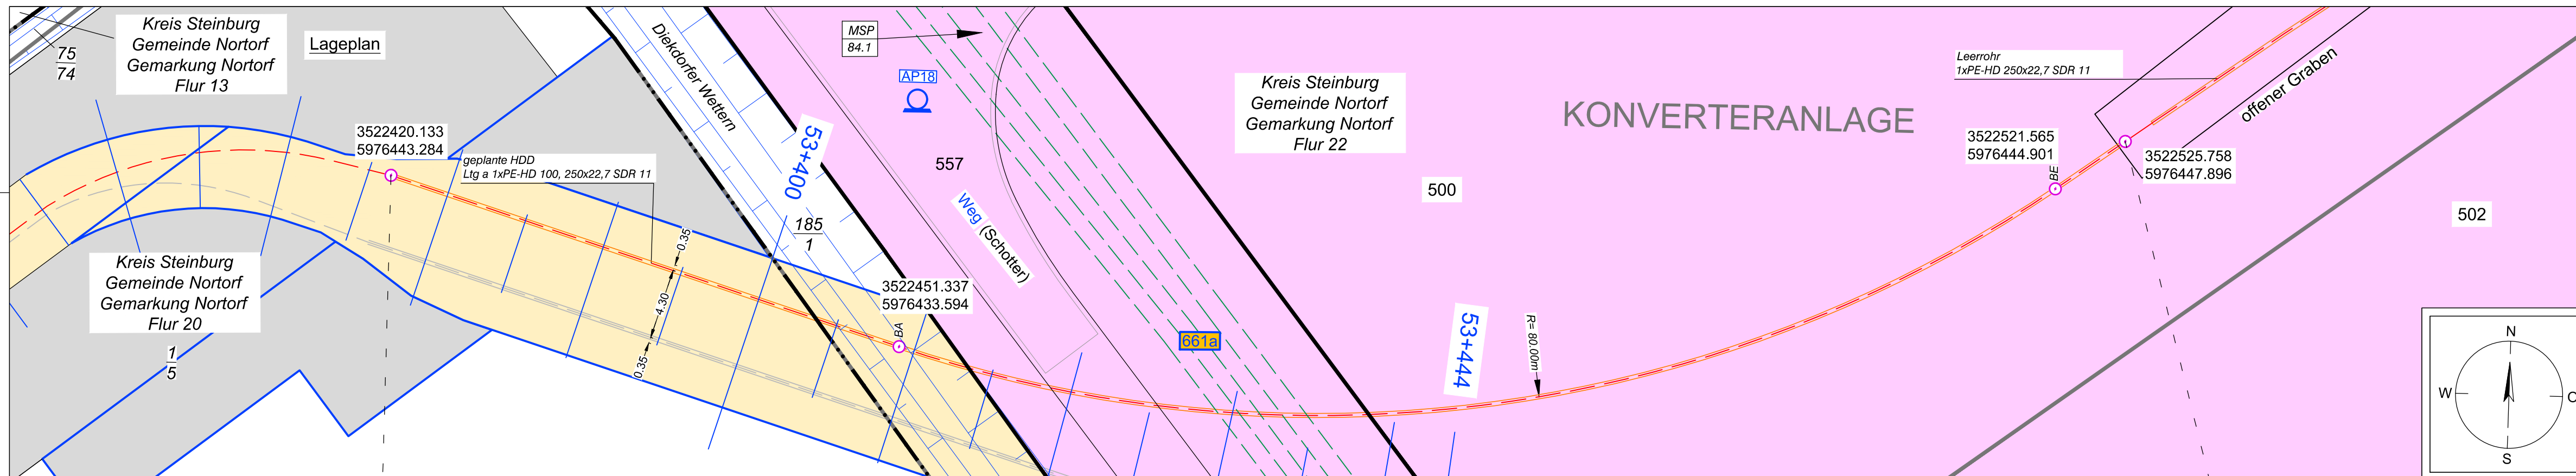 Kreis Steinburg
Gemeinde Nortorf
Gemarkung Nortorf
Flur 13
Lageplan
75
74
3522420.133
5976443.284
geplante HDD
Ltg a 1xPE-HD 100, 250x22,7 SDR 11
Kreis Steinburg
Gemeinde Nortorf
Gemarkung Nortorf
Flur 20
1
5
0.35
4.30
0.35
Diekdorfer Wettern
53+400
185
1
MSP
84.1
AP18
557
Weg (Schotter)
3522451.337
5976433.594
BA
661a
Kreis Steinburg
Gemeinde Nortorf
Gemarkung Nortorf
Flur 22
500
KONVERTERANLAGE
53+444
R= 80.00m
Leerrohr
1xPE-HD 250x22,7 SDR 11
offener Graben
3522521.565
5976444.901
BE
3522525.758
5976447.896
502
N
W
S